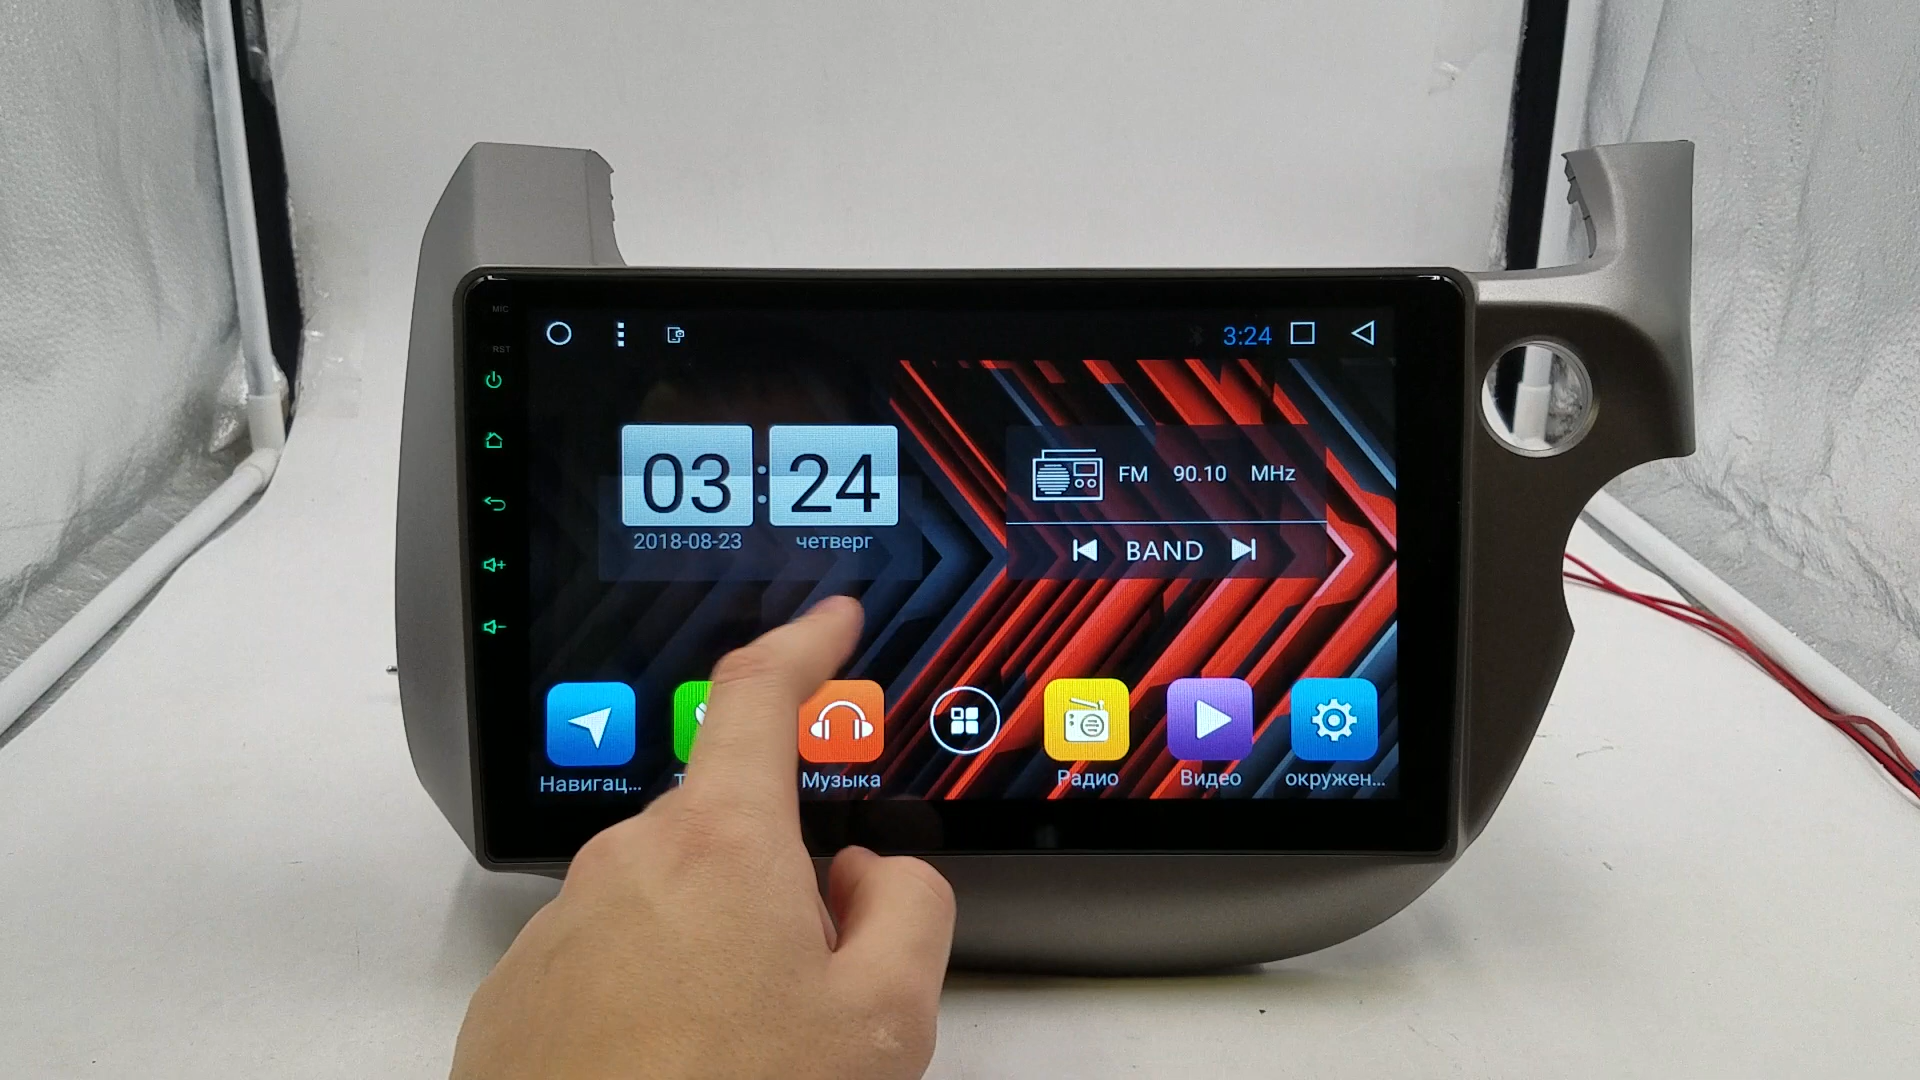 MIC
RST
3:24
03:24
2018-08-23 четверг
FM 90.10 MHz
BAND
Навигац...
Музыка
Радио
Видео
окружен...